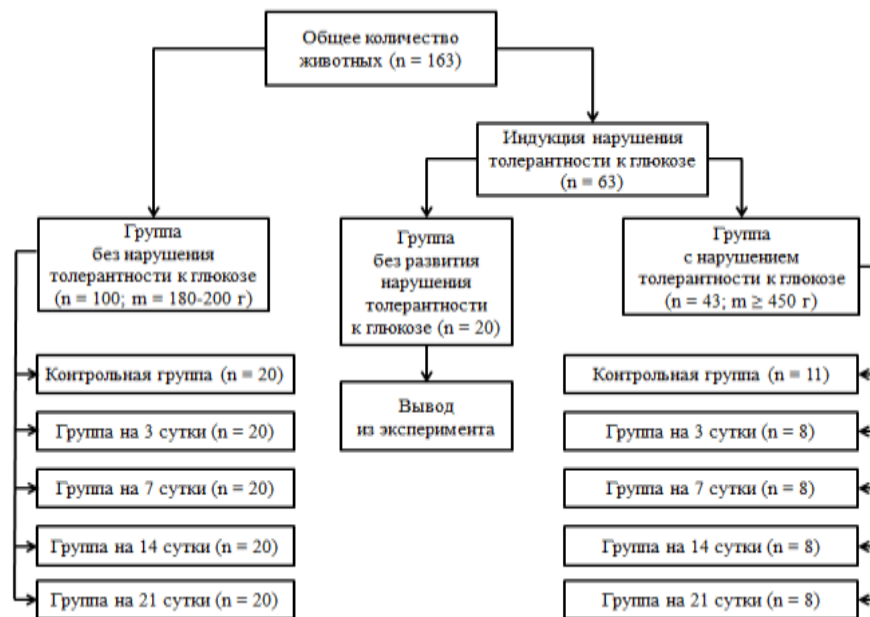 Общее количество
животных (n = 163)
Индукция нарушения
толерантности к глюкозе
(n = 63)
Группа
без нарушения
толерантности к глюкозе
(n = 100; m = 180-200 г)
Группа
без развития
нарушения
толерантности
к глюкозе (n = 20)
Группа
с нарушением
толерантности к глюкозе
(n = 43; m ≥ 450 г)
Контрольная группа (n = 20)
Группа на 3 сутки (n = 20)
Группа на 7 сутки (n = 20)
Группа на 14 сутки (n = 20)
Группа на 21 сутки (n = 20)
Вывод
из эксперимента
Контрольная группа (n = 11)
Группа на 3 сутки (n = 8)
Группа на 7 сутки (n = 8)
Группа на 14 сутки (n = 8)
Группа на 21 сутки (n = 8)